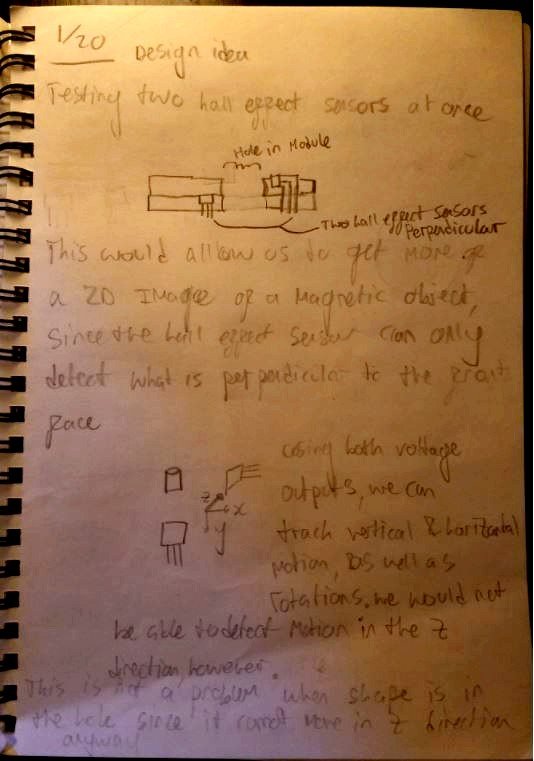 1/20 Design idea
Testing two hall effect sensors at once
Hole in Module
Two hall effect sensors
Perpendicular
This would allow us to get more of
a 2D Image of a Magnetic object,
since the hall effect sensor can only
detect what is perpendicular to the front
face
Using both voltage
outputs, we can
z
x
y
track vertical & horizontal
motion, as well as
rotations. we would not
be able to detect Motion in the Z
direction, however.
This is not a problem when shape is in
the hole since it cannot move in Z direction
anyway